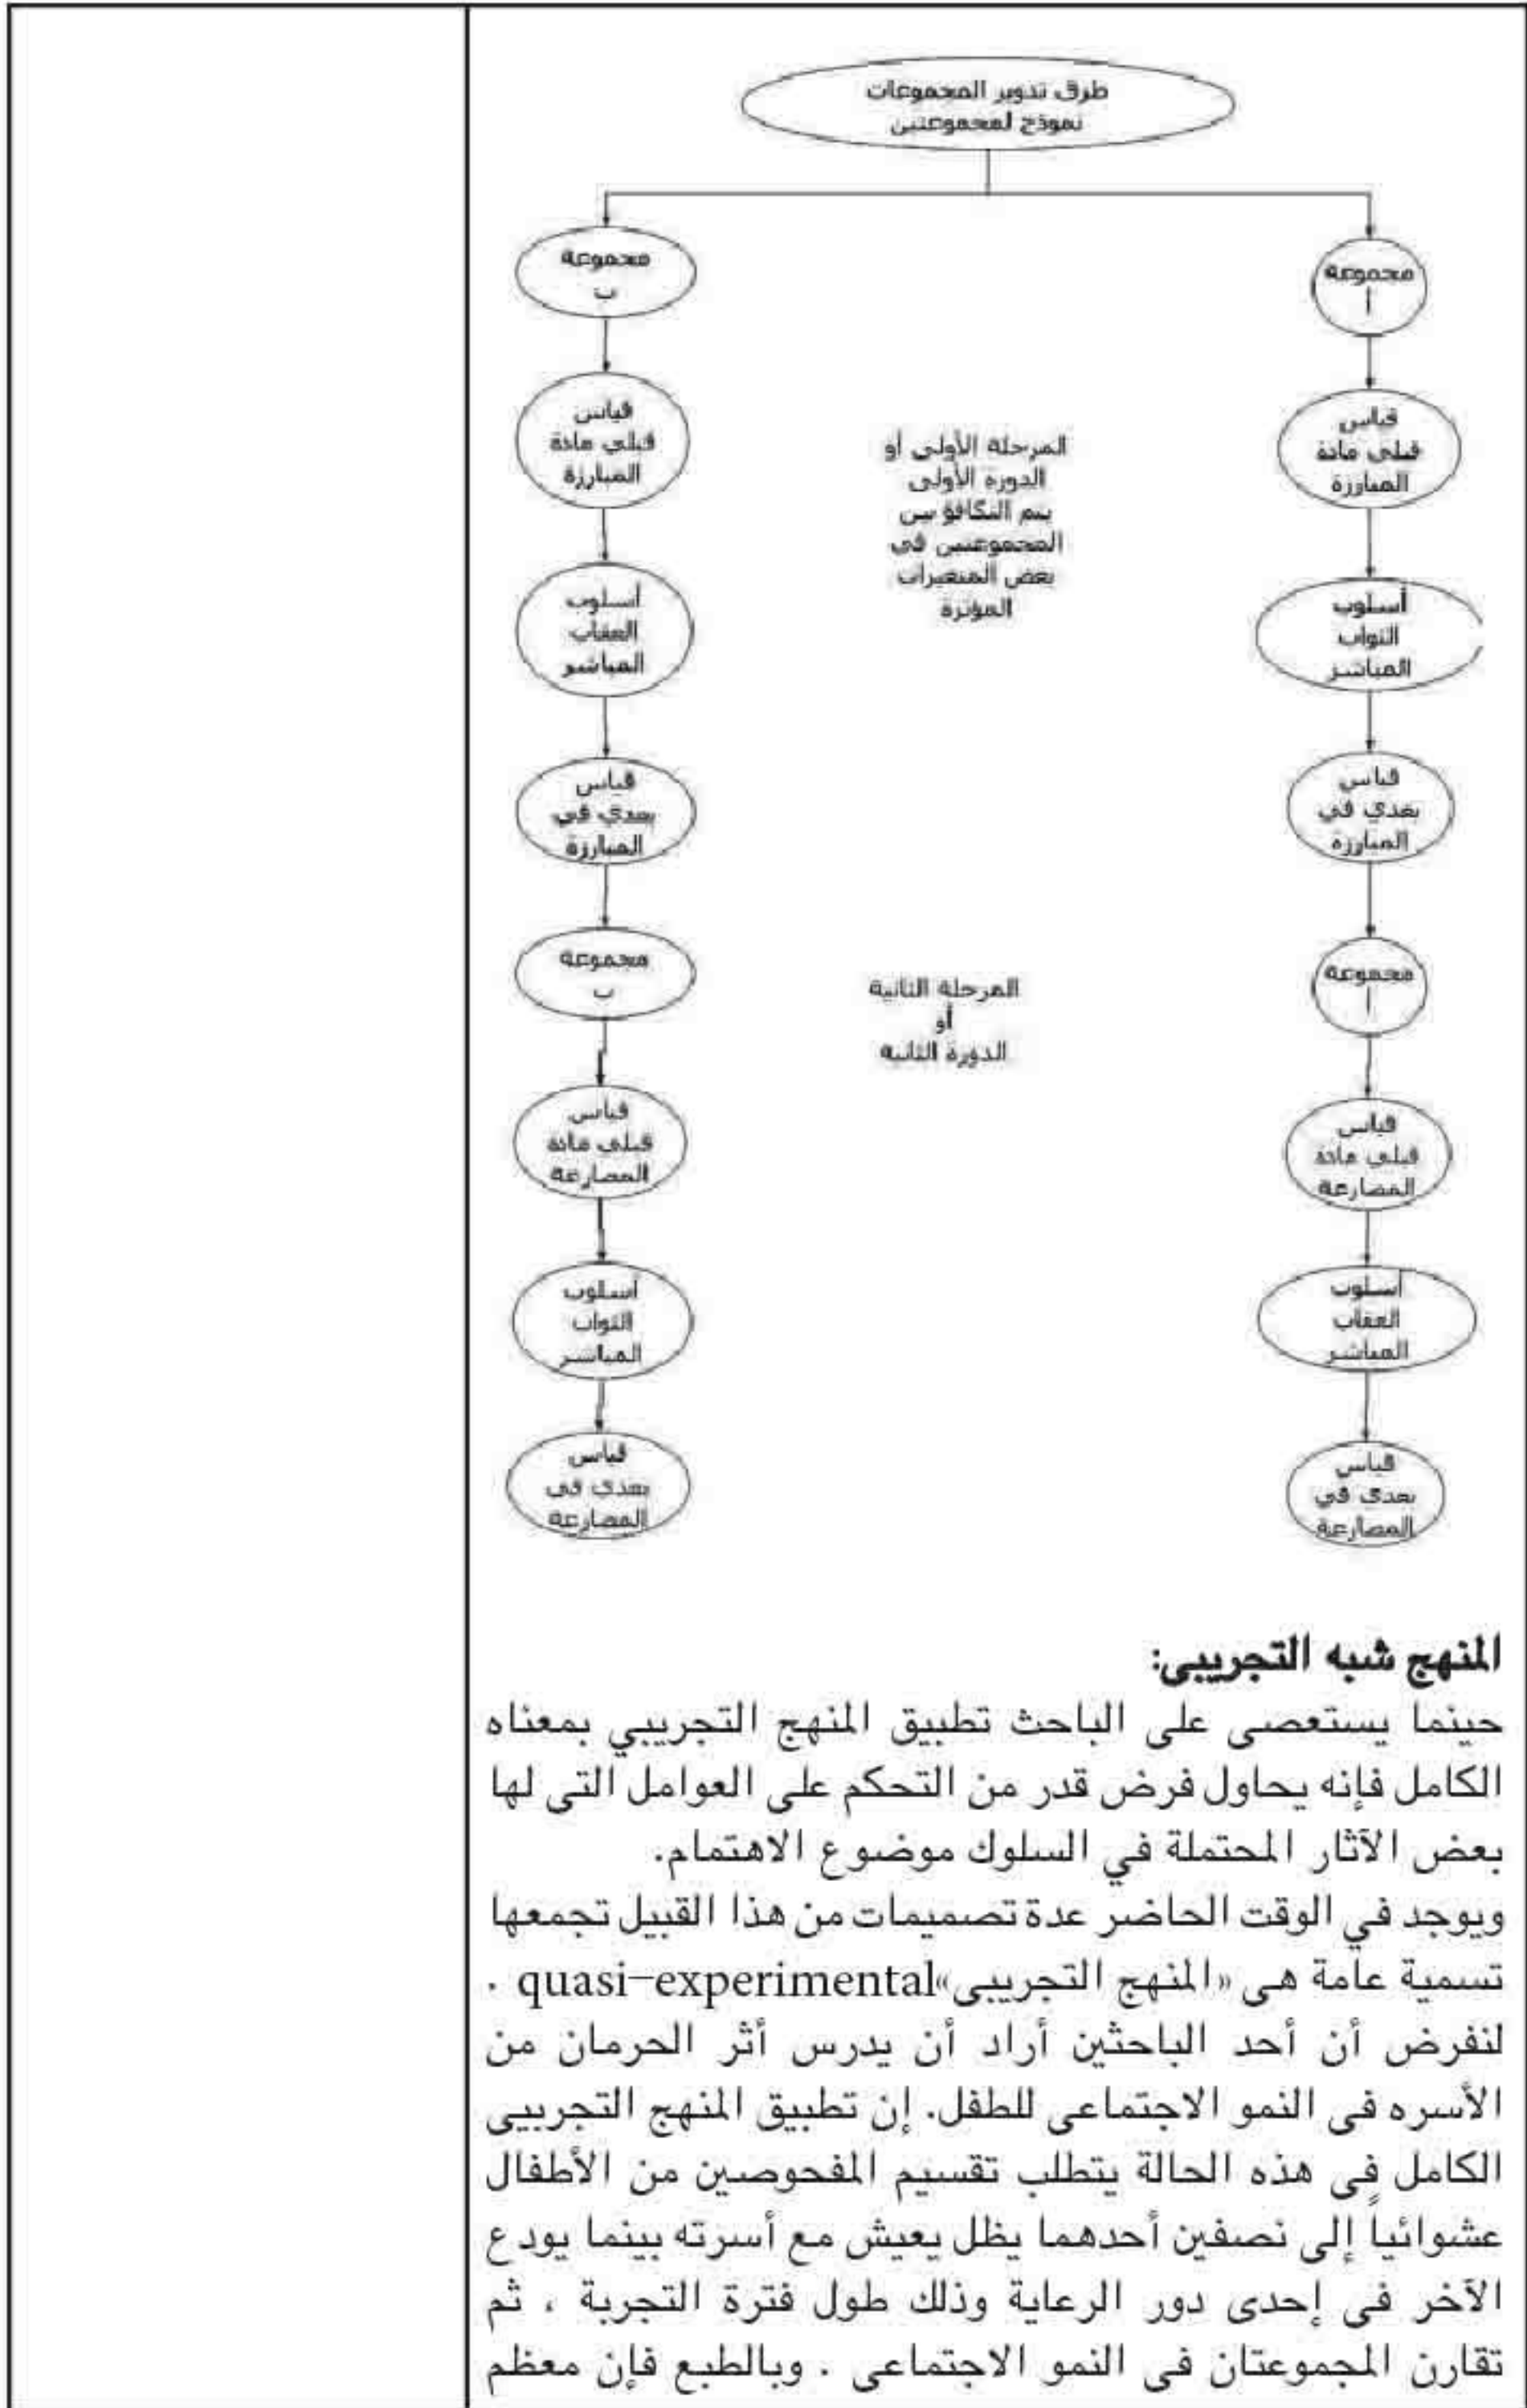 طرق تدوير المجموعات
نموذج لمجموعتين
مجموعة
أ
قياس
قبلي مادة
المبارزة
أسلوب
الثواب
المباشر
قياس
بعدي في
المبارزة
مجموعة
أ
قياس
قبلي مادة
المصارعة
أسلوب
العقاب
المباشر
قياس
بعدي في
المصارعة
المرحلة الأولى أو
الدورة الأولى
يتم التكافؤ بين
المجموعتين في
بعض المتغيرات
المؤثرة
المرحلة الثانية
أو
الدورة الثانية
مجموعة
ب
قياس
قبلي مادة
المبارزة
أسلوب
العقاب
المباشر
قياس
بعدي في
المبارزة
مجموعة
ب
قياس
قبلي مادة
المصارعة
أسلوب
الثواب
المباشر
قياس
بعدي في
المصارعة
المنهج شبه التجريبى:
حينما يستعصى على الباحث تطبيق المنهج التجريبي بمعناه
الكامل فإنه يحاول فرض قدر من التحكم على العوامل التى لها
بعض الآثار المحتملة في السلوك موضوع الاهتمام.
ويوجد في الوقت الحاضر عدة تصميمات من هذا القبيل تجمعها
تسمية عامة هى «المنهج التجريبى»quasi–experimental .
لنفرض أن أحد الباحثين أراد أن يدرس أثر الحرمان من
الأسره فى النمو الاجتماعى للطفل. إن تطبيق المنهج التجريبى
الكامل فى هذه الحالة يتطلب تقسيم المفحوصين من الأطفال
عشوائياً إلى نصفين أحدهما يظل يعيش مع أسرته بينما يودع
الآخر فى إحدى دور الرعاية وذلك طول فترة التجربة ، ثم
تقارن المجموعتان فى النمو الاجتماعى . وبالطبع فإن معظم